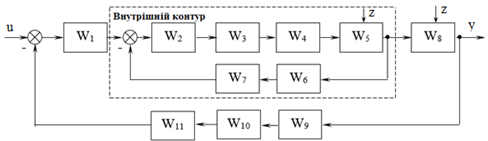 Внутрішній контур
z z
u W1 W2 W3 W4 W5 W8 y
- -
W7 W6
W11 W10 W9